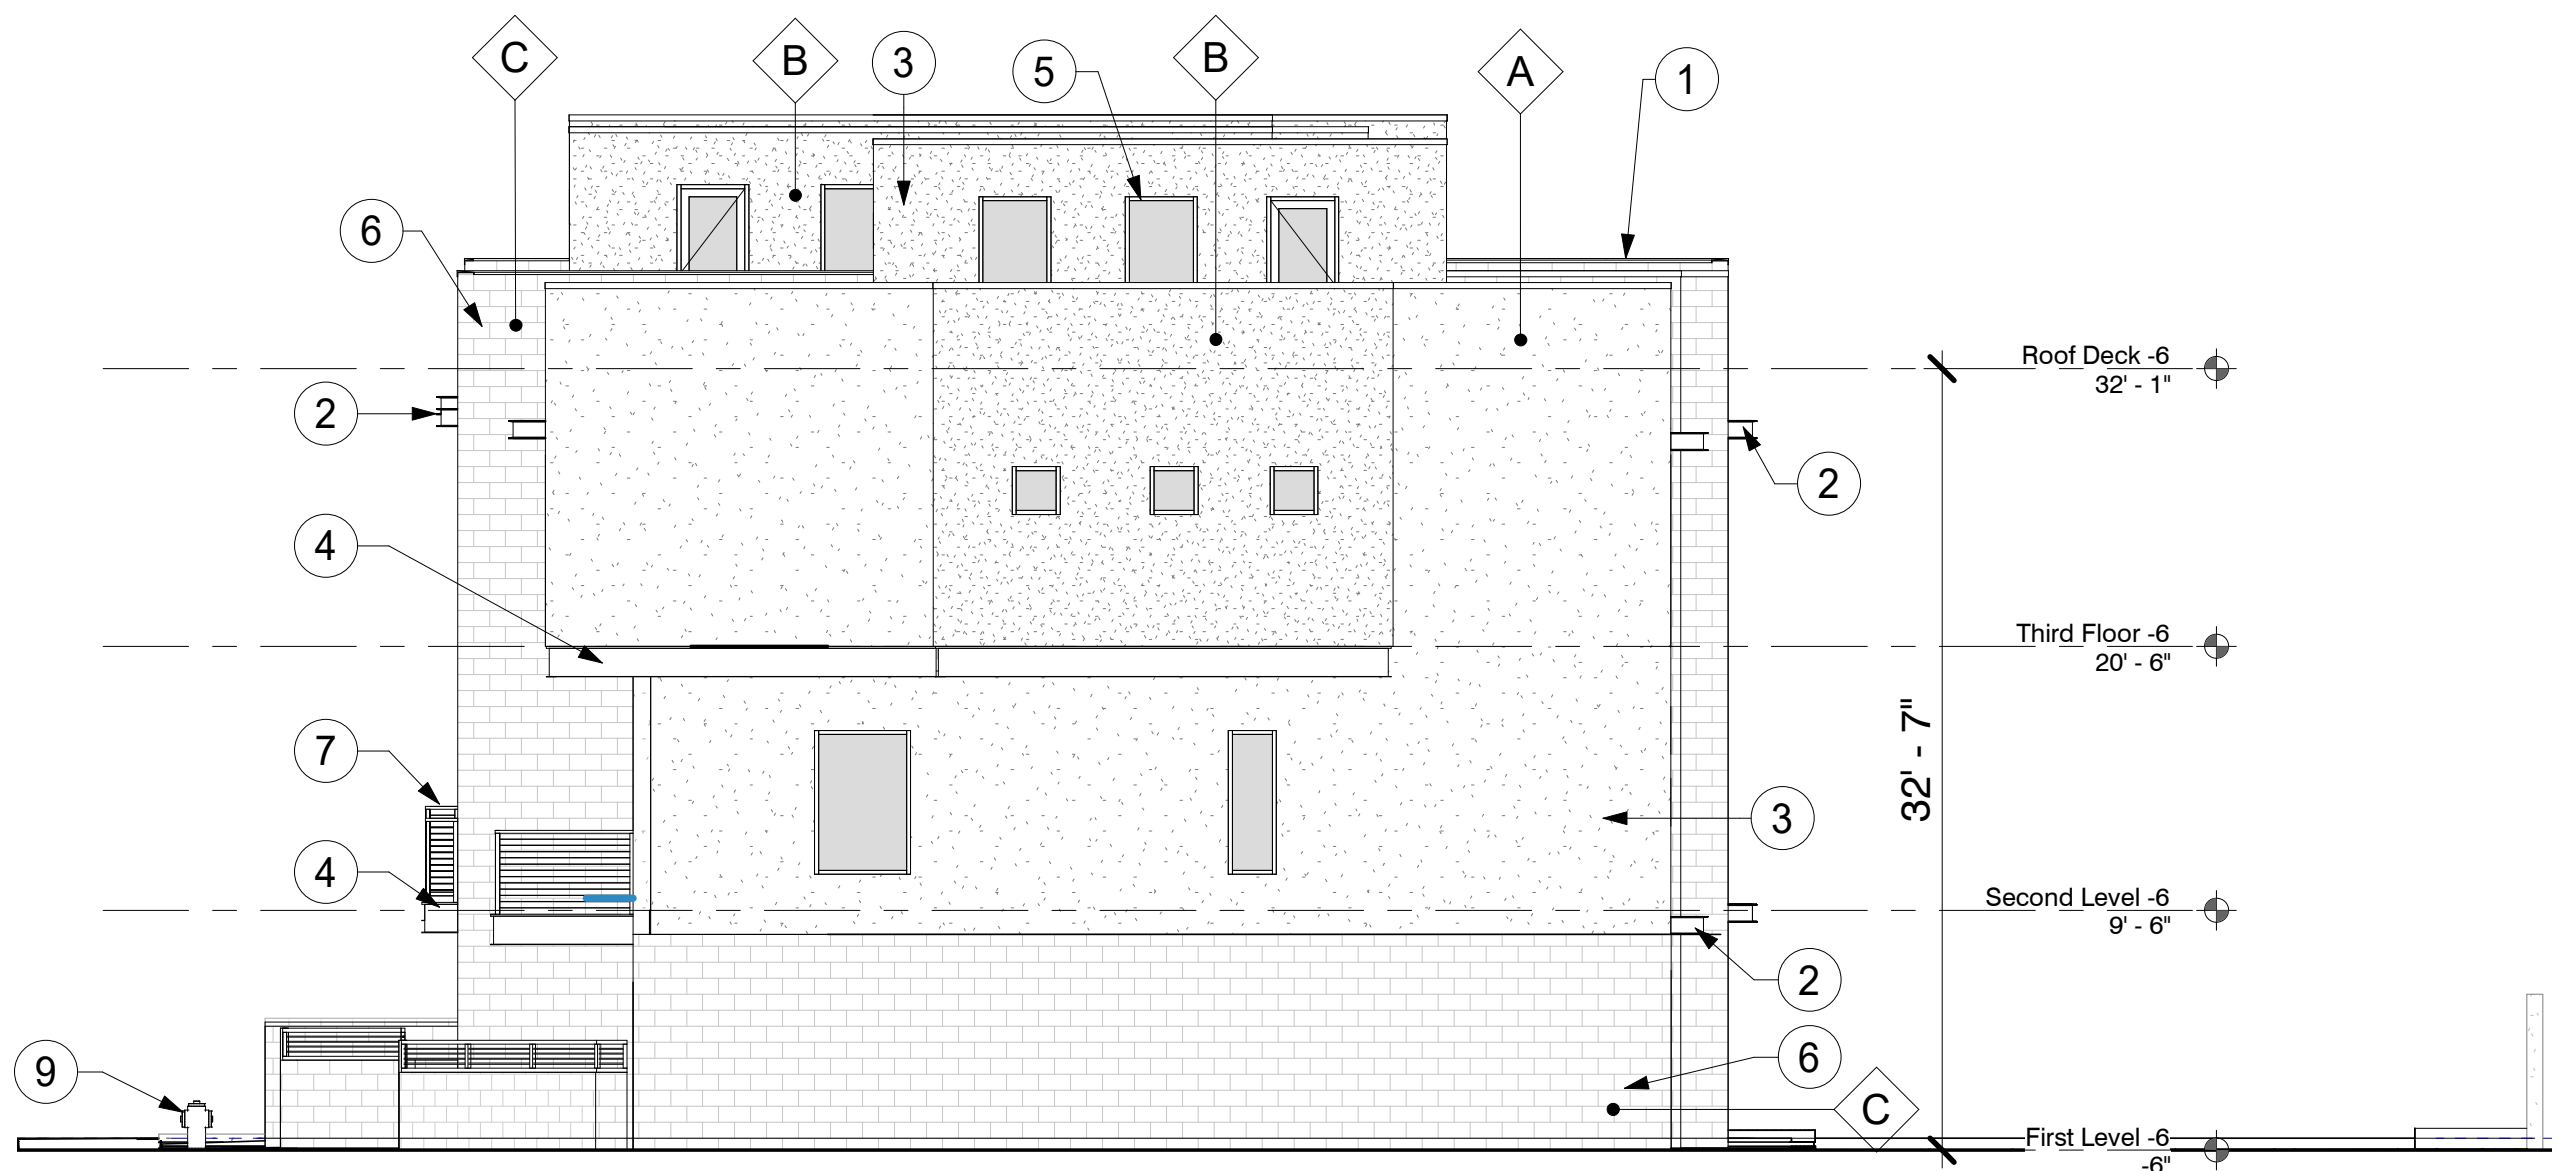 C
B
3
5
B
A
1
6
2
Roof Deck -6
32' - 1"
2
4
Third Floor -6
20' - 6"
7
32' - 7"
3
4
Second Level -6
9' - 6"
2
6
9
C
First Level -6
-6"